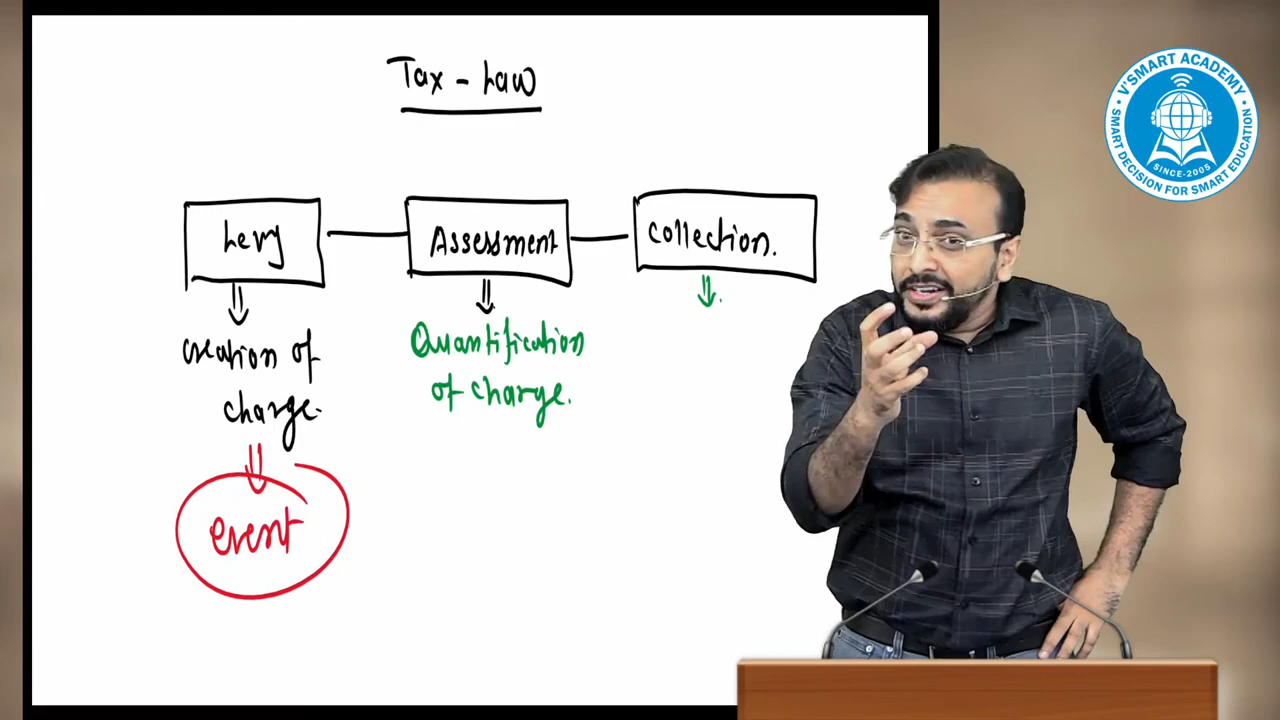 Tax - Law
Levy
Assessment
Collection.
Creation of
charge.
Quantification
of charge.
event
V'SMART ACADEMY
SINCE-2005
SMART DECISION FOR SMART EDUCATION